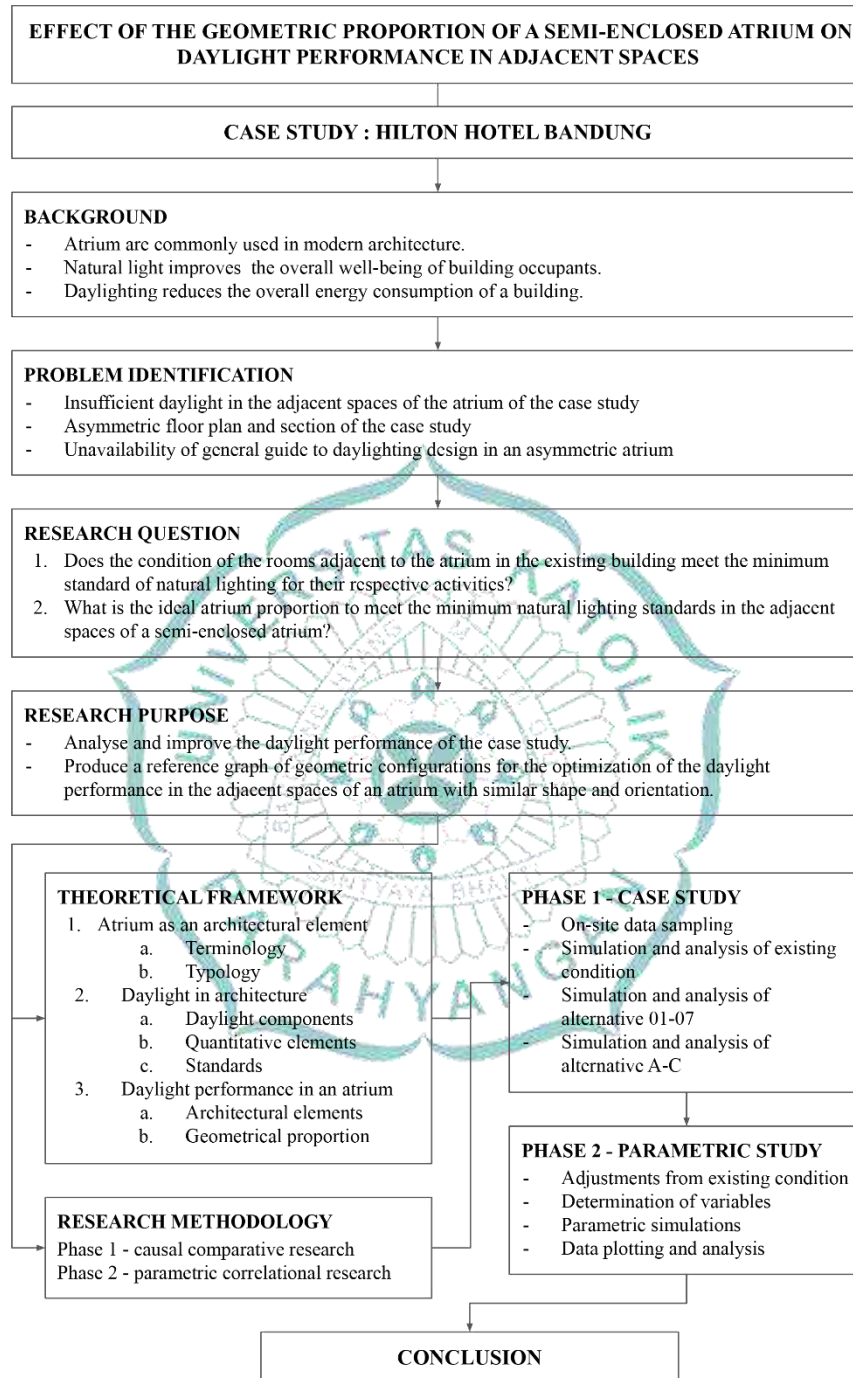 EFFECT OF THE GEOMETRIC PROPORTION OF A SEMI-ENCLOSED ATRIUM ON
DAYLIGHT PERFORMANCE IN ADJACENT SPACES
CASE STUDY : HILTON HOTEL BANDUNG
BACKGROUND
- Atrium are commonly used in modern architecture.
- Natural light improves the overall well-being of building occupants.
- Daylighting reduces the overall energy consumption of a building.
PROBLEM IDENTIFICATION
- Insufficient daylight in the adjacent spaces of the atrium of the case study
- Asymmetric floor plan and section of the case study
- Unavailability of general guide to daylighting design in an asymmetric atrium
RESEARCH QUESTION
1. Does the condition of the rooms adjacent to the atrium in the existing building meet the minimum
standard of natural lighting for their respective activities?
2. What is the ideal atrium proportion to meet the minimum natural lighting standards in the adjacent
spaces of a semi-enclosed atrium?
RESEARCH PURPOSE
- Analyse and improve the daylight performance of the case study.
- Produce a reference graph of geometric configurations for the optimization of the daylight
performance in the adjacent spaces of an atrium with similar shape and orientation.
THEORETICAL FRAMEWORK
1. Atrium as an architectural element
a. Terminology
b. Typology
2. Daylight in architecture
a. Daylight components
b. Quantitative elements
c. Standards
3. Daylight performance in an atrium
a. Architectural elements
b. Geometrical proportion
RESEARCH METHODOLOGY
Phase 1 - causal comparative research
Phase 2 - parametric correlational research
PHASE 1 - CASE STUDY
- On-site data sampling
- Simulation and analysis of existing
condition
- Simulation and analysis of
alternative 01-07
- Simulation and analysis of
alternative A-C
PHASE 2 - PARAMETRIC STUDY
- Adjustments from existing condition
- Determination of variables
- Parametric simulations
- Data plotting and analysis
CONCLUSION
UNIVERSITAS KATOLIK
PARAHYANGAN